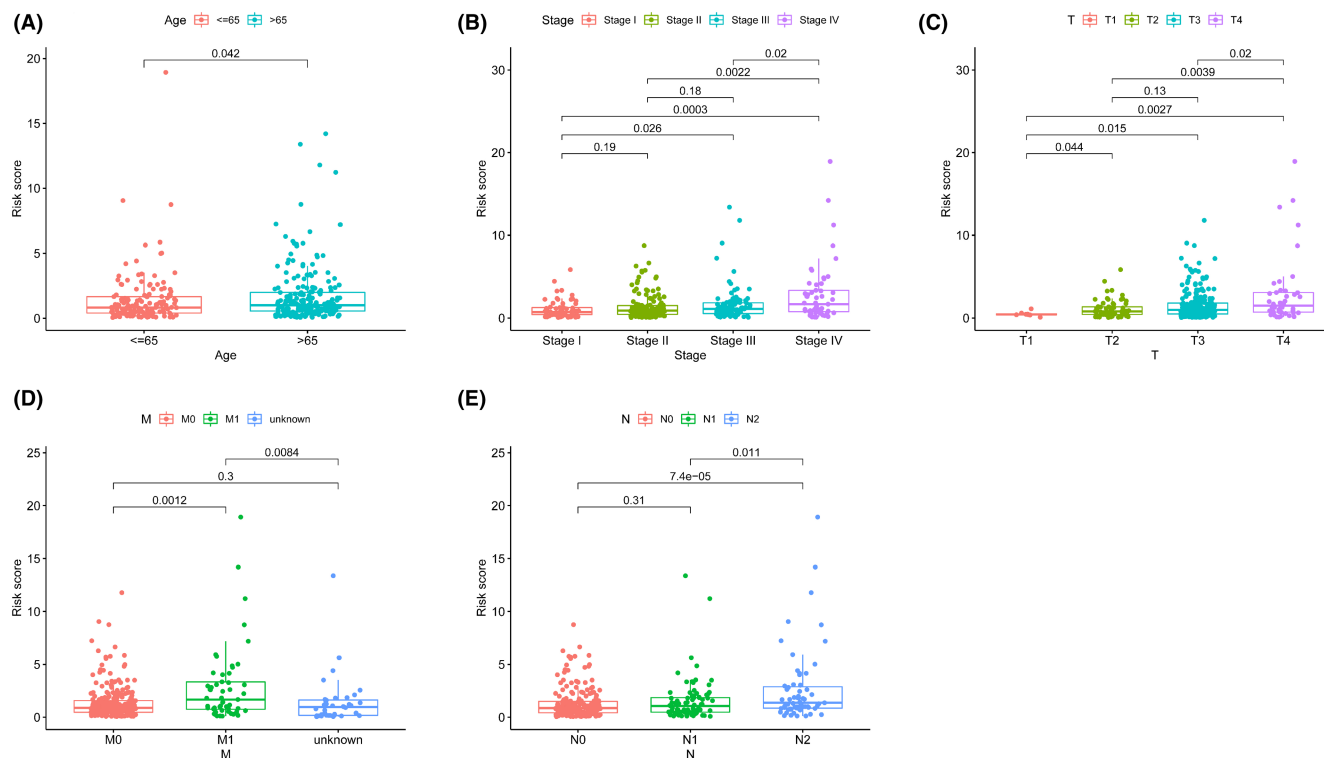 (A)
Age <=65 >65
20
15
10
5
0
Risk score
0.042
<=65 >65
Age
(B)
Stage Stage I Stage II Stage III Stage IV
30
20
10
0
Risk score
0.02
0.0022
0.18
0.0003
0.026
0.19
Stage I Stage II Stage III Stage IV
Stage
(C)
T T1 T2 T3 T4
30
20
10
0
Risk score
0.02
0.0039
0.13
0.0027
0.015
0.044
T1 T2 T3 T4
T
(D)
M M0 M1 unknown
25
20
15
10
5
0
Risk score
0.0084
0.3
0.0012
M0 M1 unknown
M
(E)
N N0 N1 N2
25
20
15
10
5
0
Risk score
0.011
7.4e−05
0.31
N0 N1 N2
N